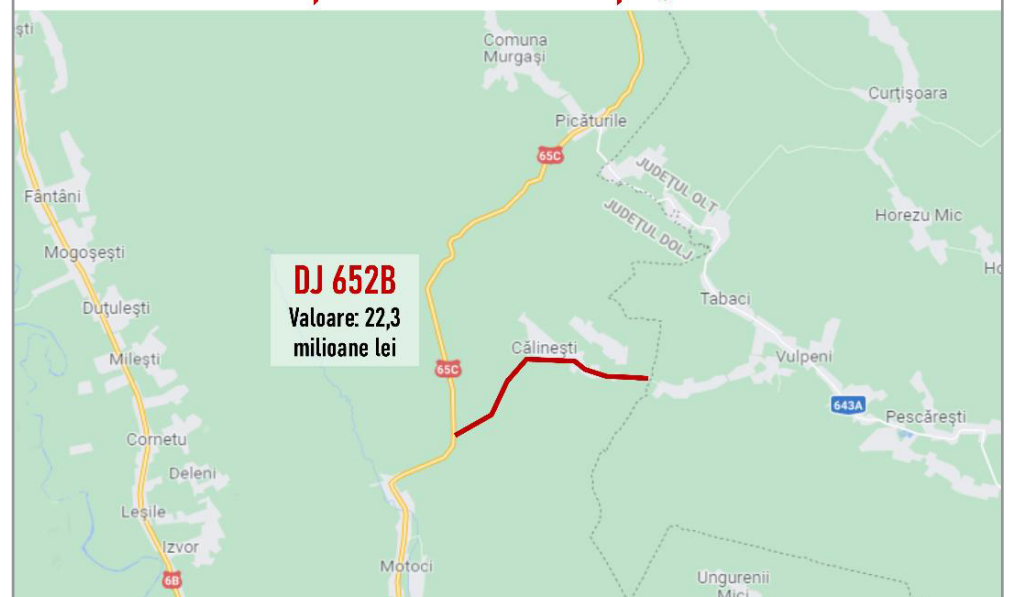 ști
Comuna
Murgași
Curtișoara
Picăturile
65C
JUDEȚUL OLT
JUDEȚUL DOLJ
Fântâni
Horezu Mic
Mogoșești
Ho
DJ 652B
Valoare: 22,3
milioane lei
Tabaci
Duțulești
Călinești
Milești
Vulpeni
65C
643A
Pescărești
Cornetu
Deleni
Leșile
Izvor
Motoci
6B
Ungurenii
Mici